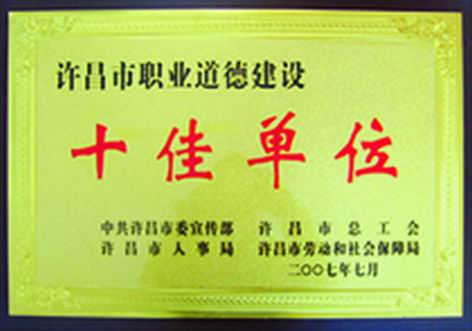 许昌市职业道德建设
十佳单位
中共许昌市委宣传部 许昌市总工会
许昌市人事局 许昌市劳动和社会保障局
二〇〇七年七月